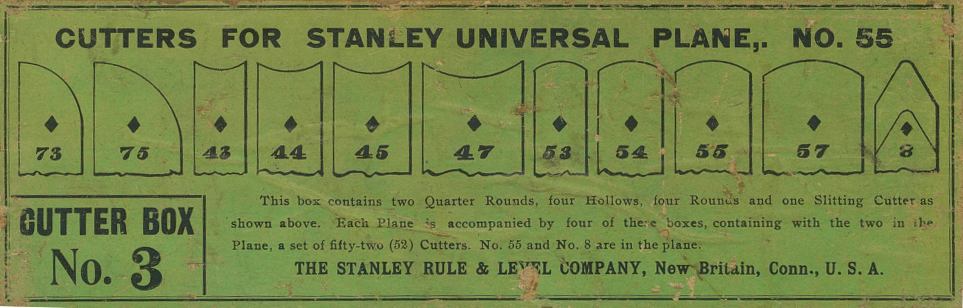 CUTTERS FOR STANLEY UNIVERSAL PLANE,. NO. 55
73 75 43 44 45 47 53 54 55 57 8
CUTTER BOX
No. 3
This box contains two Quarter Rounds, four Hollows, four Rounds and one Slitting Cutter as
shown above. Each Plane is accompanied by four of these boxes, containing with the two in the
Plane, a set of fifty-two (52) Cutters. No. 55 and No. 8 are in the plane.
THE STANLEY RULE & LEVEL COMPANY, New Britain, Conn., U. S. A.